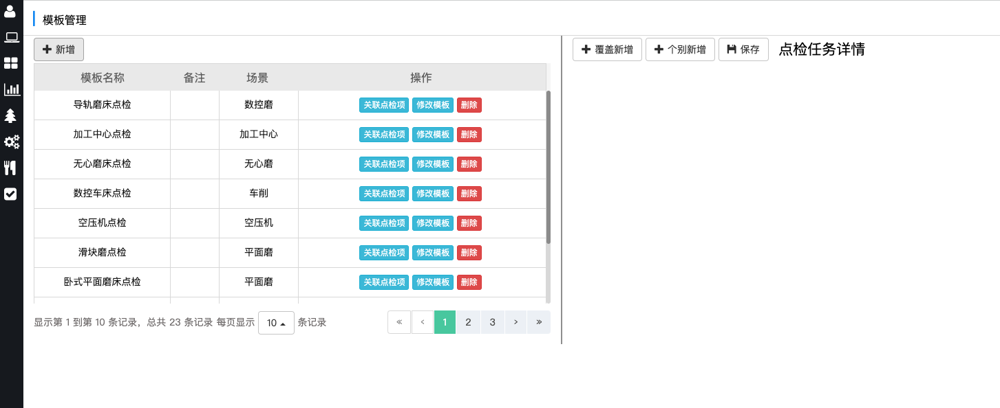 模板管理
新增
覆盖新增 个别新增 保存 点检任务详情
模板名称 备注 场景 操作
导轨磨床点检 数控磨 关联点检项 修改模板 删除
加工中心点检 加工中心 关联点检项 修改模板 删除
无心磨床点检 无心磨 关联点检项 修改模板 删除
数控车床点检 车削 关联点检项 修改模板 删除
空压机点检 空压机 关联点检项 修改模板 删除
滑块磨点检 平面磨 关联点检项 修改模板 删除
卧式平面磨床点检 平面磨 关联点检项 修改模板 删除
显示第 1 到第 10 条记录，总共 23 条记录 每页显示 10 条记录 « ‹ 1 2 3 › »